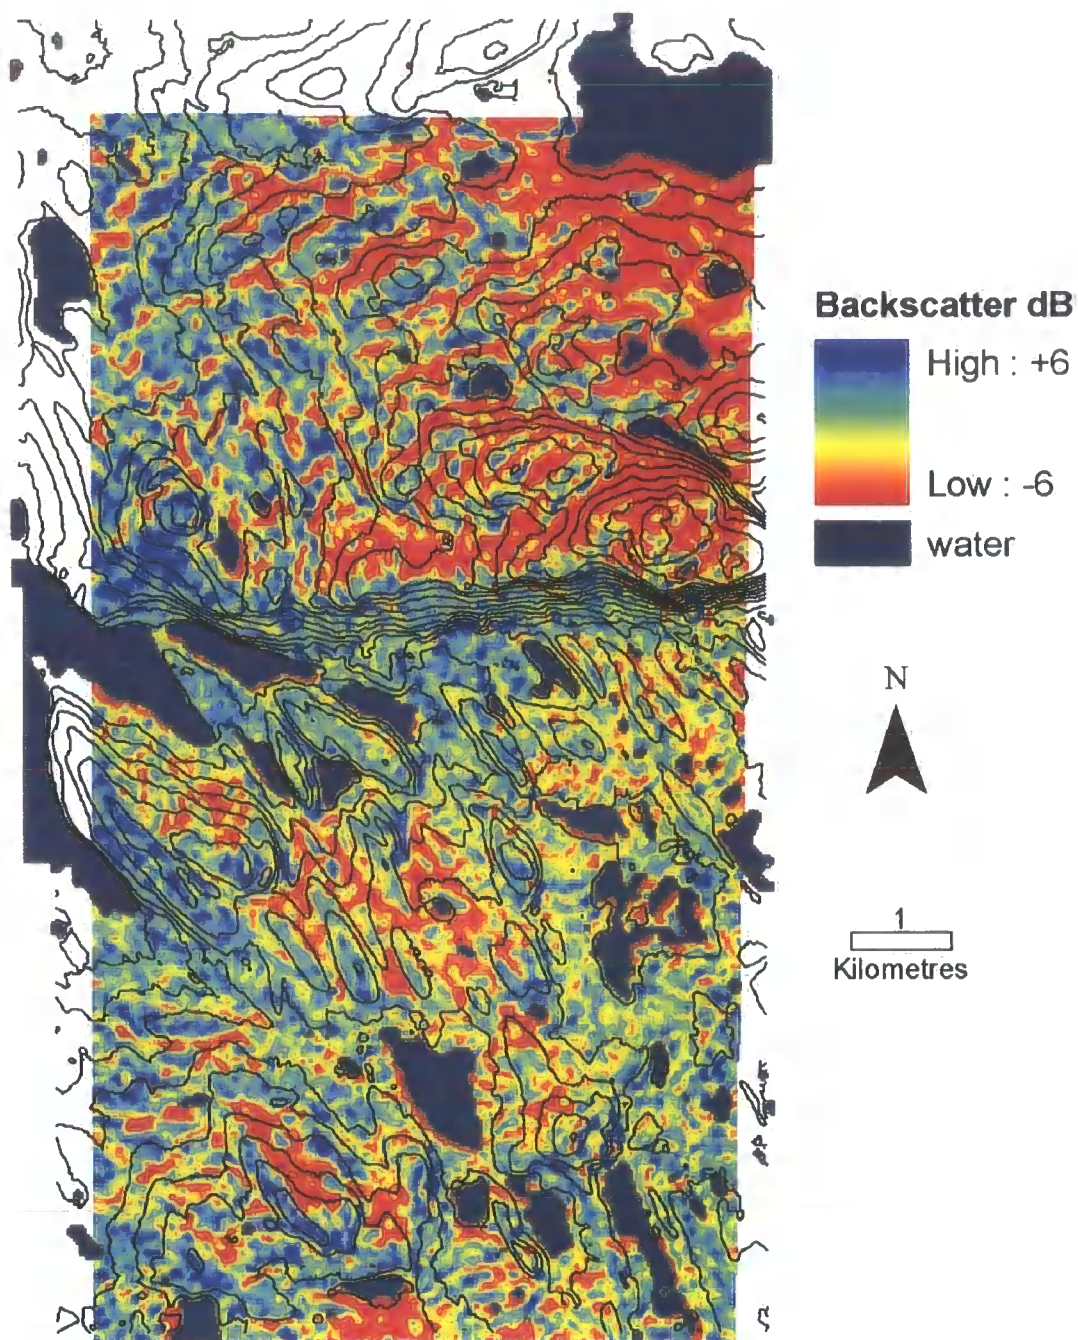 Backscatter dB
High : +6
Low : -6
water
N
1
Kilometres